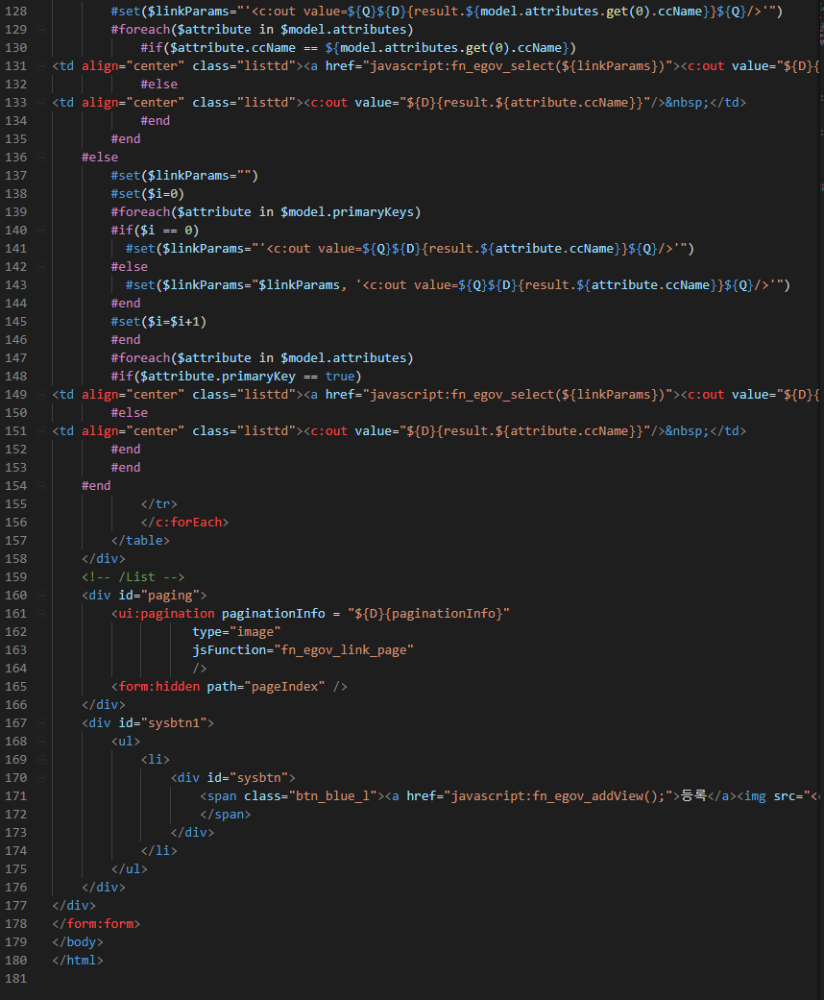 128 #set($linkParams="'<c:out value=${Q}${D}{result.${model.attributes.get(0).ccName}}${Q}/>'")
129 #foreach($attribute in $model.attributes)
130 #if($attribute.ccName == ${model.attributes.get(0).ccName})
131 <td align="center" class="listtd"><a href="javascript:fn_egov_select(${linkParams})"><c:out value="${D}{
132 #else
133 <td align="center" class="listtd"><c:out value="${D}{result.${attribute.ccName}}"/>&nbsp;</td>
134 #end
135 #end
136 #else
137 #set($linkParams="")
138 #set($i=0)
139 #foreach($attribute in $model.primaryKeys)
140 #if($i == 0)
141 #set($linkParams="'<c:out value=${Q}${D}{result.${attribute.ccName}}${Q}/>'")
142 #else
143 #set($linkParams="$linkParams, '<c:out value=${Q}${D}{result.${attribute.ccName}}${Q}/>'")
144 #end
145 #set($i=$i+1)
146 #end
147 #foreach($attribute in $model.attributes)
148 #if($attribute.primaryKey == true)
149 <td align="center" class="listtd"><a href="javascript:fn_egov_select(${linkParams})"><c:out value="${D}{
150 #else
151 <td align="center" class="listtd"><c:out value="${D}{result.${attribute.ccName}}"/>&nbsp;</td>
152 #end
153 #end
154 #end
155 </tr>
156 </c:forEach>
157 </table>
158 </div>
159 <!-- /List -->
160 <div id="paging">
161 <ui:pagination paginationInfo = "${D}{paginationInfo}"
162 type="image"
163 jsFunction="fn_egov_link_page"
164 />
165 <form:hidden path="pageIndex" />
166 </div>
167 <div id="sysbtn1">
168 <ul>
169 <li>
170 <div id="sysbtn">
171 <span class="btn_blue_l"><a href="javascript:fn_egov_addView();">등록</a><img src="<
172 </span>
173 </div>
174 </li>
175 </ul>
176 </div>
177 </div>
178 </form:form>
179 </body>
180 </html>
181